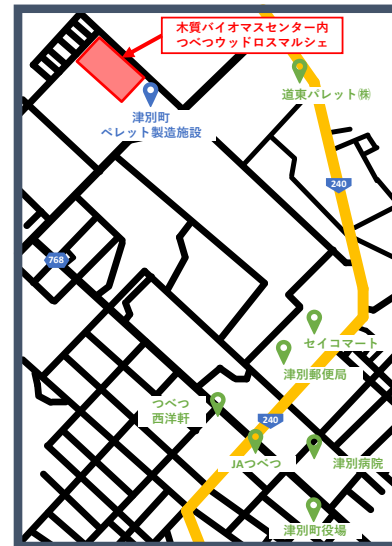 木質バイオマスセンター内
つべつウッドロスマルシェ
道東パレット㈱
津別町
ペレット製造施設
240
768
セイコマート
津別郵便局
つべつ
西洋軒
240
JAつべつ
津別病院
津別町役場